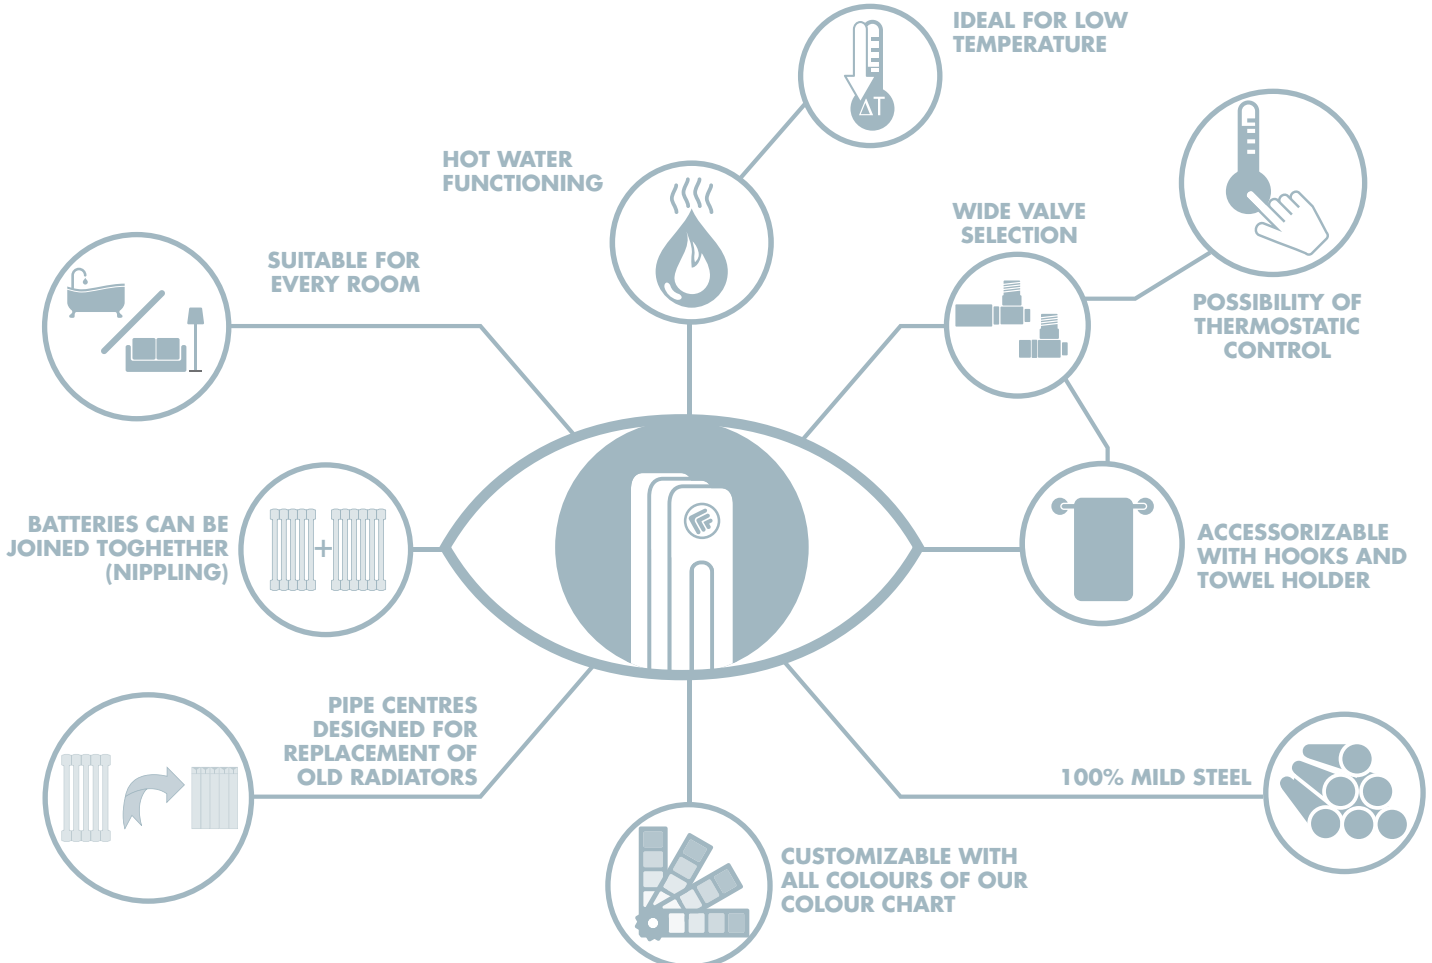 IDEAL FOR LOW
TEMPERATURE
ΔT
HOT WATER
FUNCTIONING
WIDE VALVE
SELECTION
SUITABLE FOR
EVERY ROOM
POSSIBILITY OF
THERMOSTATIC
CONTROL
BATTERIES CAN BE
JOINED TOGHETHER
(NIPPLING)
+
ACCESSORIZABLE
WITH HOOKS AND
TOWEL HOLDER
PIPE CENTRES
DESIGNED FOR
REPLACEMENT OF
OLD RADIATORS
100% MILD STEEL
CUSTOMIZABLE WITH
ALL COLOURS OF OUR
COLOUR CHART